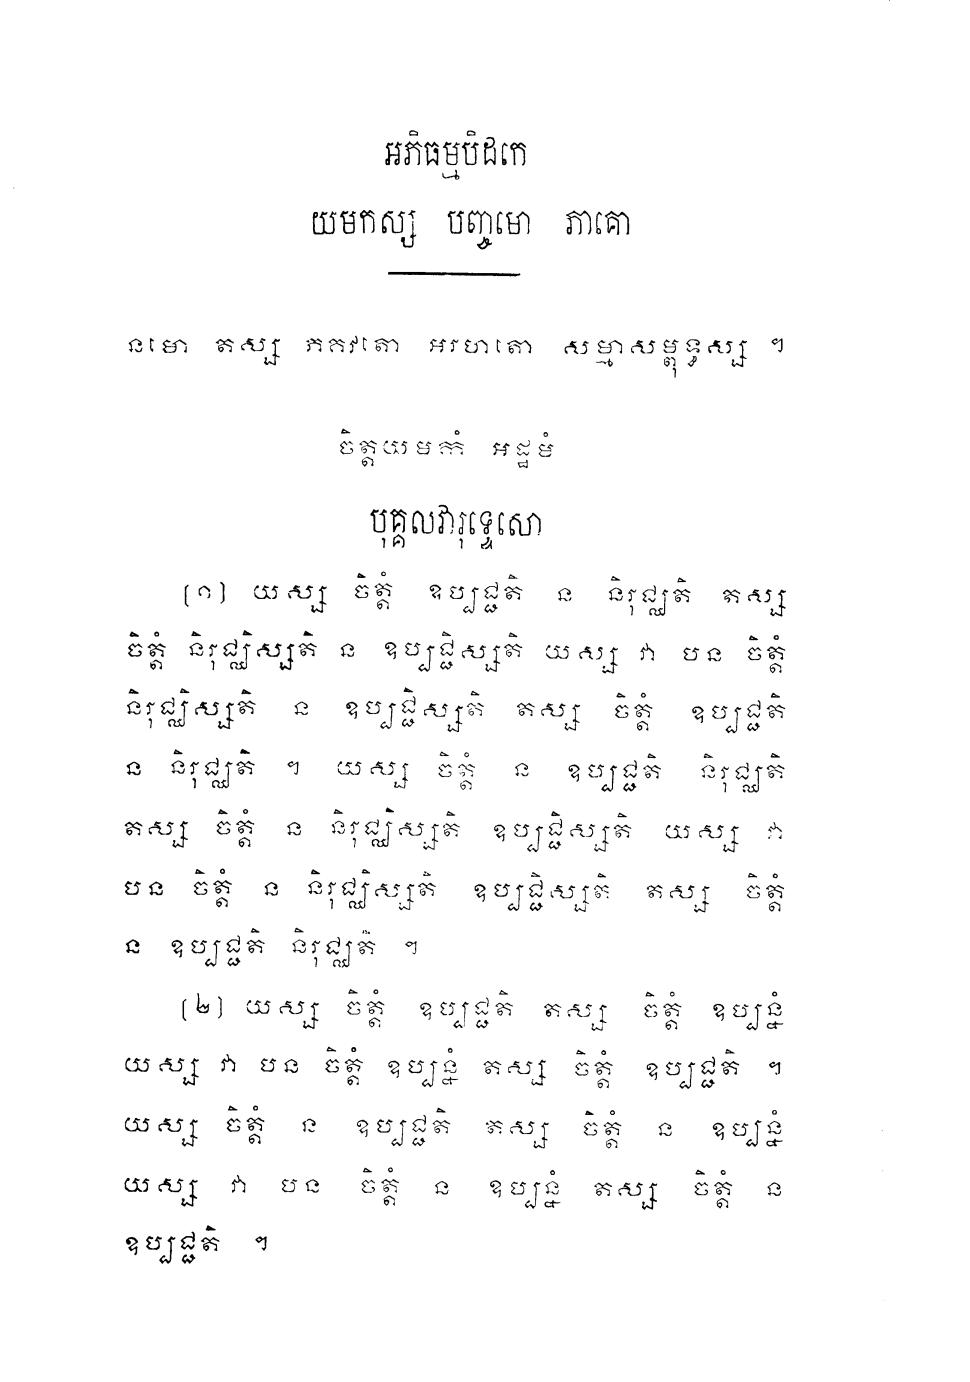 អភិធម្មបិដកេ
យមកស្ស បញ្ចមោ ភាគោ
នមោ តស្ស ភគវតោ អរហតោ សម្មាសម្ពុទ្ធស្ស ។
ចិត្តយមកំ អដ្ឋមំ
បុគ្គលវារុទ្ទេសោ
(១) យស្ស ចិត្តំ ឧប្បជ្ជតិ ន និរុជ្ឈតិ តស្ស
ចិត្តំ និរុជ្ឈិស្សតិ ន ឧប្បជ្ជិស្សតិ យស្ស វា បន ចិត្តំ
និរុជ្ឈិស្សតិ ន ឧប្បជ្ជិស្សតិ តស្ស ចិត្តំ ឧប្បជ្ជតិ
ន និរុជ្ឈតិ ។ យស្ស ចិត្តំ ន ឧប្បជ្ជតិ និរុជ្ឈតិ
តស្ស ចិត្តំ ន និរុជ្ឈិស្សតិ ឧប្បជ្ជិស្សតិ យស្ស វា
បន ចិត្តំ ន និរុជ្ឈិស្សតិ ឧប្បជ្ជិស្សតិ តស្ស ចិត្តំ
ន ឧប្បជ្ជតិ និរុជ្ឈតិ ។
(២) យស្ស ចិត្តំ ឧប្បជ្ជតិ តស្ស ចិត្តំ ឧប្បន្នំ
យស្ស វា បន ចិត្តំ ឧប្បន្នំ តស្ស ចិត្តំ ឧប្បជ្ជតិ ។
យស្ស ចិត្តំ ន ឧប្បជ្ជតិ តស្ស ចិត្តំ ន ឧប្បន្នំ
យស្ស វា បន ចិត្តំ ន ឧប្បន្នំ តស្ស ចិត្តំ ន
ឧប្បជ្ជតិ ។